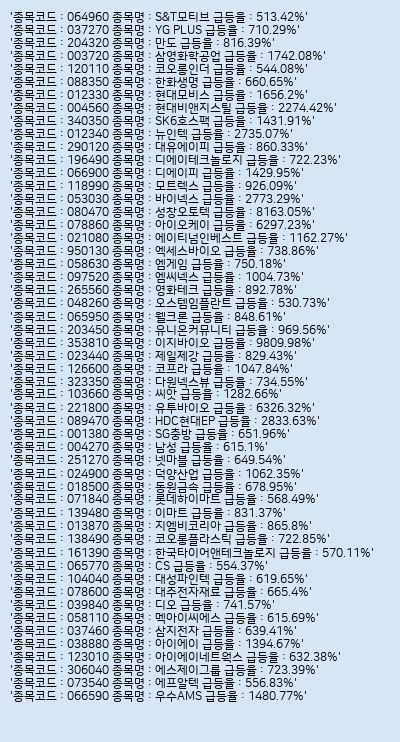 '종목코드 : 064960 종목명 : S&T모티브 급등율 : 513.42%'
'종목코드 : 037270 종목명 : YG PLUS 급등율 : 710.29%'
'종목코드 : 204320 종목명 : 만도 급등율 : 816.39%'
'종목코드 : 003720 종목명 : 삼영화학공업 급등율 : 1742.08%'
'종목코드 : 120110 종목명 : 코오롱인더 급등율 : 544.08%'
'종목코드 : 088350 종목명 : 한화생명 급등율 : 660.65%'
'종목코드 : 012330 종목명 : 현대모비스 급등율 : 1656.2%'
'종목코드 : 004560 종목명 : 현대비앤지스틸 급등율 : 2274.42%'
'종목코드 : 340350 종목명 : SK6호스팩 급등율 : 1431.91%'
'종목코드 : 012340 종목명 : 뉴인텍 급등율 : 2735.07%'
'종목코드 : 290120 종목명 : 대유에이피 급등율 : 860.33%'
'종목코드 : 196490 종목명 : 디에이테크놀로지 급등율 : 722.23%'
'종목코드 : 066900 종목명 : 디에이피 급등율 : 1429.95%'
'종목코드 : 118990 종목명 : 모트렉스 급등율 : 926.09%'
'종목코드 : 053030 종목명 : 바이넥스 급등율 : 2773.29%'
'종목코드 : 080470 종목명 : 성창오토텍 급등율 : 8163.05%'
'종목코드 : 078860 종목명 : 아이오케이 급등율 : 6297.23%'
'종목코드 : 021080 종목명 : 에이티넘인베스트 급등율 : 1162.27%'
'종목코드 : 950130 종목명 : 엑세스바이오 급등율 : 738.86%'
'종목코드 : 058630 종목명 : 엠게임 급등율 : 750.18%'
'종목코드 : 097520 종목명 : 엠씨넥스 급등율 : 1004.73%'
'종목코드 : 265560 종목명 : 영화테크 급등율 : 892.78%'
'종목코드 : 048260 종목명 : 오스템임플란트 급등율 : 530.73%'
'종목코드 : 065950 종목명 : 웰크론 급등율 : 848.61%'
'종목코드 : 203450 종목명 : 유니온커뮤니티 급등율 : 969.56%'
'종목코드 : 353810 종목명 : 이지바이오 급등율 : 9809.98%'
'종목코드 : 023440 종목명 : 제일제강 급등율 : 829.43%'
'종목코드 : 126600 종목명 : 코프라 급등율 : 1047.84%'
'종목코드 : 323350 종목명 : 다원넥스뷰 급등율 : 734.55%'
'종목코드 : 103660 종목명 : 씨앗 급등율 : 1282.66%'
'종목코드 : 221800 종목명 : 유투바이오 급등율 : 6326.32%'
'종목코드 : 089470 종목명 : HDC현대EP 급등율 : 2833.63%'
'종목코드 : 001380 종목명 : SG충방 급등율 : 651.96%'
'종목코드 : 004270 종목명 : 남성 급등율 : 615.1%'
'종목코드 : 251270 종목명 : 넷마블 급등율 : 649.54%'
'종목코드 : 024900 종목명 : 덕양산업 급등율 : 1062.35%'
'종목코드 : 018500 종목명 : 동원금속 급등율 : 678.95%'
'종목코드 : 071840 종목명 : 롯데하이마트 급등율 : 568.49%'
'종목코드 : 139480 종목명 : 이마트 급등율 : 831.37%'
'종목코드 : 013870 종목명 : 지엠비코리아 급등율 : 865.8%'
'종목코드 : 138490 종목명 : 코오롱플라스틱 급등율 : 722.85%'
'종목코드 : 161390 종목명 : 한국타이어앤테크놀로지 급등율 : 570.11%'
'종목코드 : 065770 종목명 : CS 급등율 : 554.37%'
'종목코드 : 104040 종목명 : 대성파인텍 급등율 : 619.65%'
'종목코드 : 078600 종목명 : 대주전자재료 급등율 : 665.4%'
'종목코드 : 039840 종목명 : 디오 급등율 : 741.57%'
'종목코드 : 058110 종목명 : 멕아이씨에스 급등율 : 615.69%'
'종목코드 : 037460 종목명 : 삼지전자 급등율 : 639.41%'
'종목코드 : 038880 종목명 : 아이에이 급등율 : 1394.67%'
'종목코드 : 123010 종목명 : 아이에이네트웍스 급등율 : 632.38%'
'종목코드 : 306040 종목명 : 에스제이그룹 급등율 : 723.39%'
'종목코드 : 073540 종목명 : 에프알텍 급등율 : 556.83%'
'종목코드 : 066590 종목명 : 우수AMS 급등율 : 1480.77%'